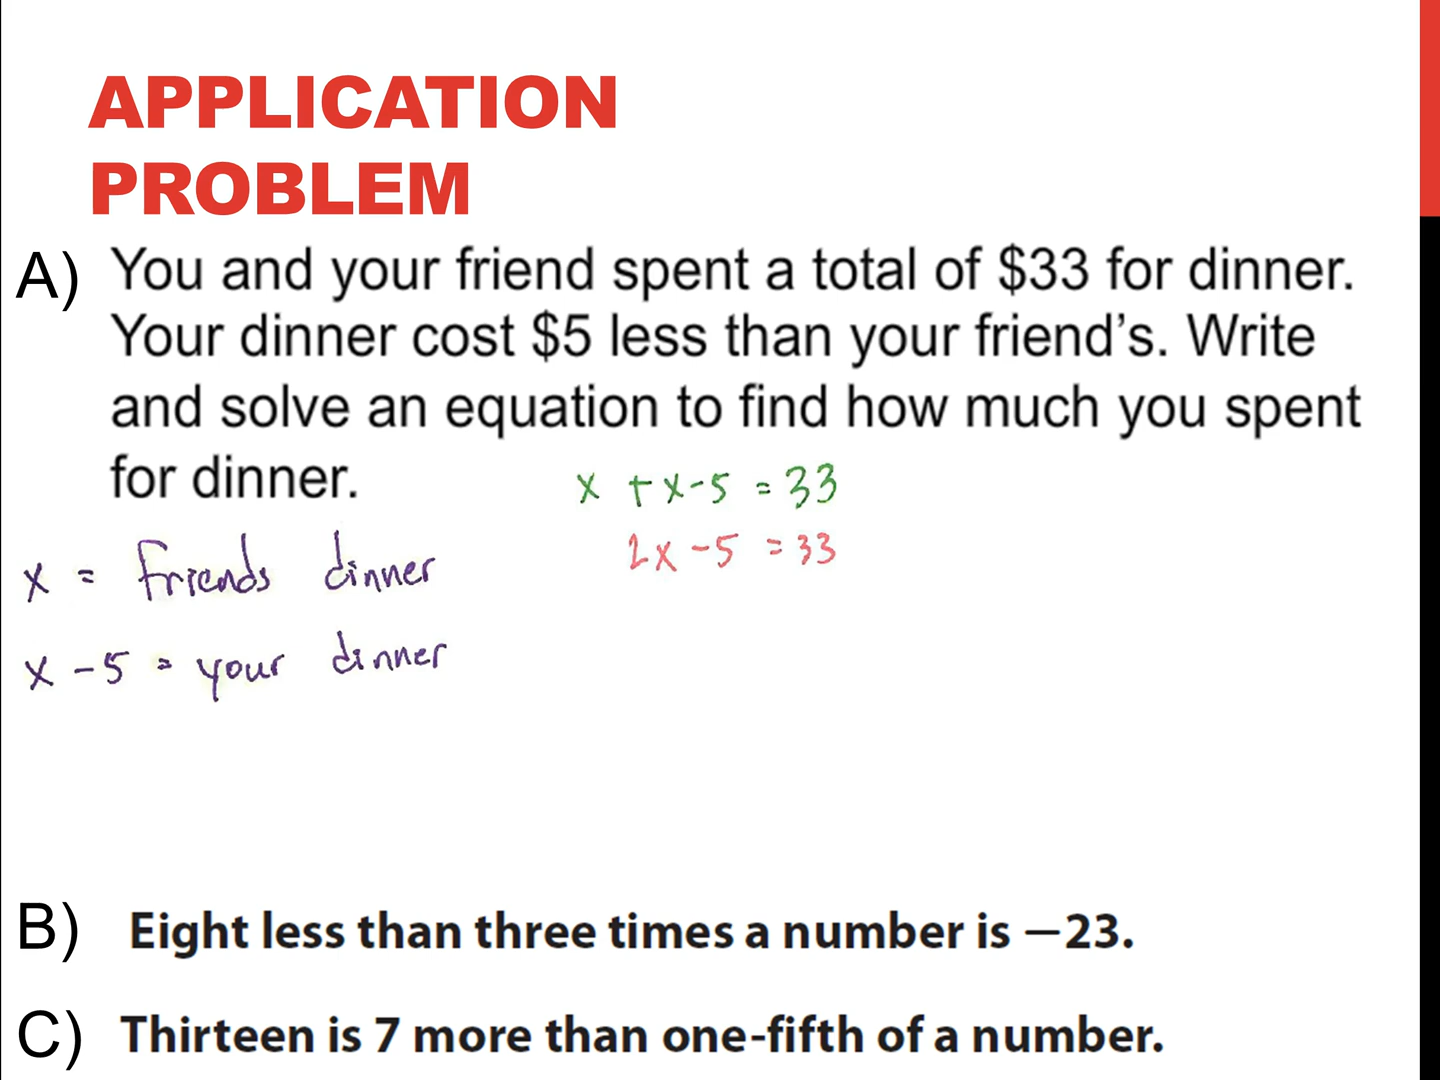 APPLICATION
PROBLEM
A) You and your friend spent a total of $33 for dinner.
Your dinner cost $5 less than your friend's. Write
and solve an equation to find how much you spent
for dinner.
x + x - 5 = 33
2x - 5 = 33
x = friends dinner
x - 5 = your dinner
B) Eight less than three times a number is −23.
C) Thirteen is 7 more than one-fifth of a number.